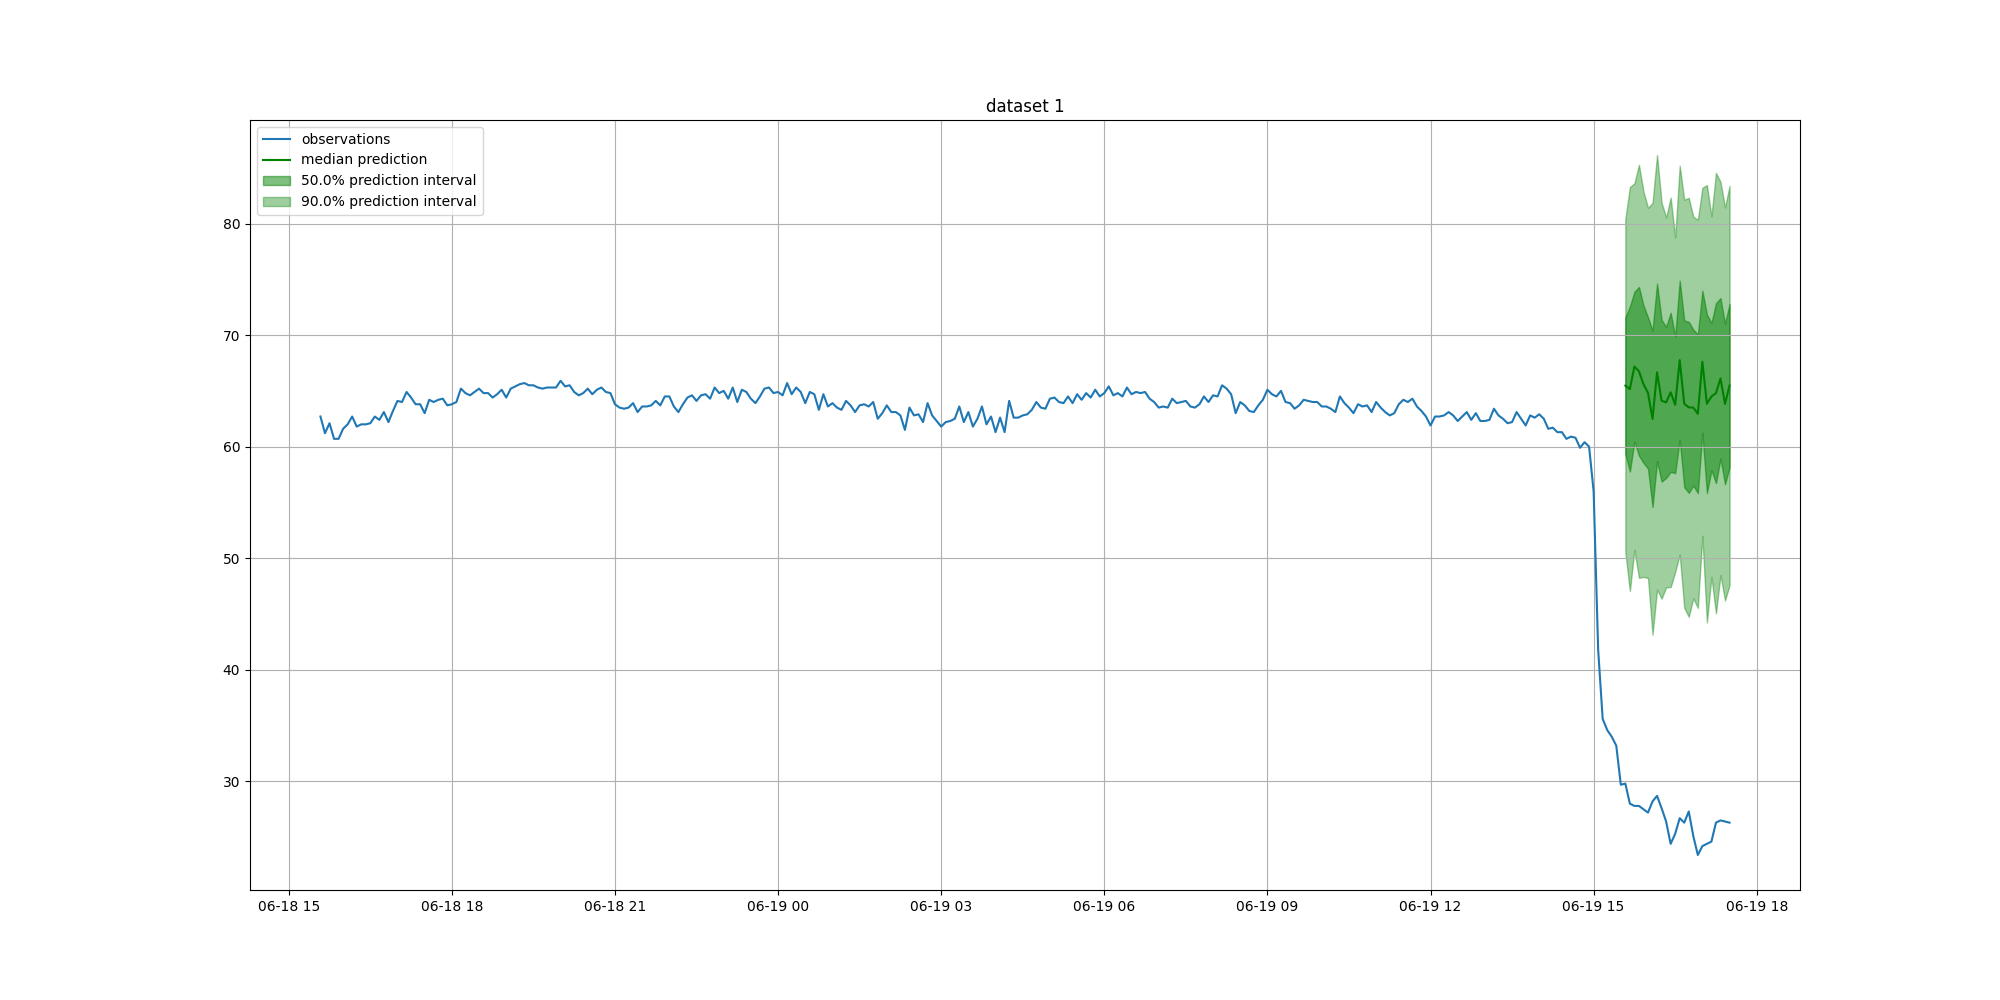 dataset 1
observations
median prediction
50.0% prediction interval
90.0% prediction interval
80
70
60
50
40
30
06-18 15 06-18 18 06-18 21 06-19 00 06-19 03 06-19 06 06-19 09 06-19 12 06-19 15 06-19 18